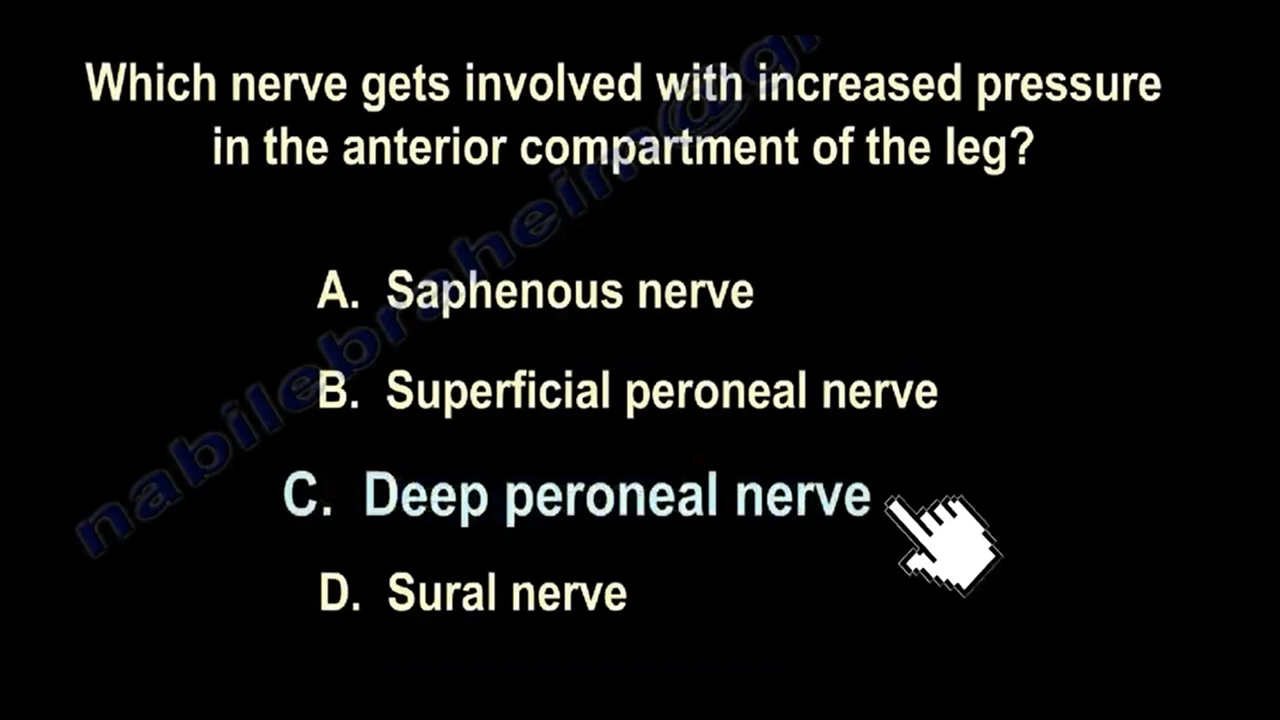 Which nerve gets involved with increased pressure
in the anterior compartment of the leg?
A. Saphenous nerve
B. Superficial peroneal nerve
C. Deep peroneal nerve
D. Sural nerve
nabilebraheim@g